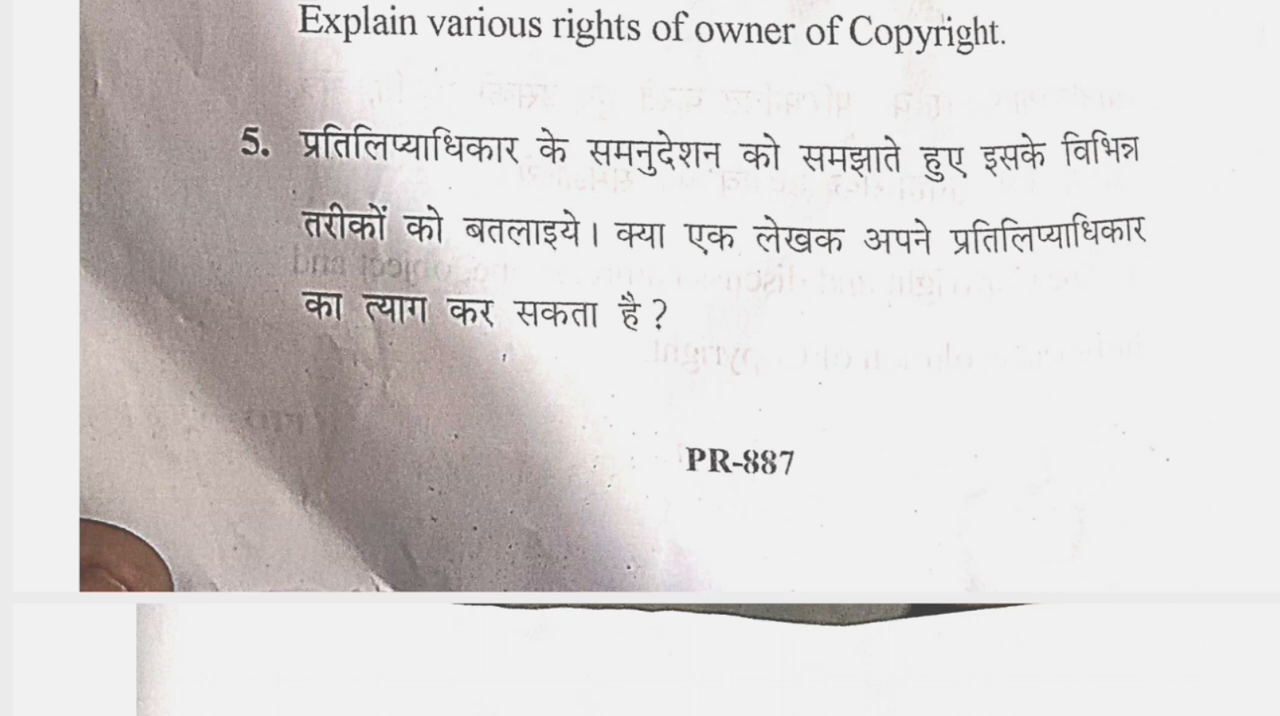 Explain various rights of owner of Copyright.
5. प्रतिलिप्याधिकार के समनुदेशन को समझाते हुए इसके विभिन्न
तरीकों को बतलाइये। क्या एक लेखक अपने प्रतिलिप्याधिकार
का त्याग कर सकता है ?
PR-887